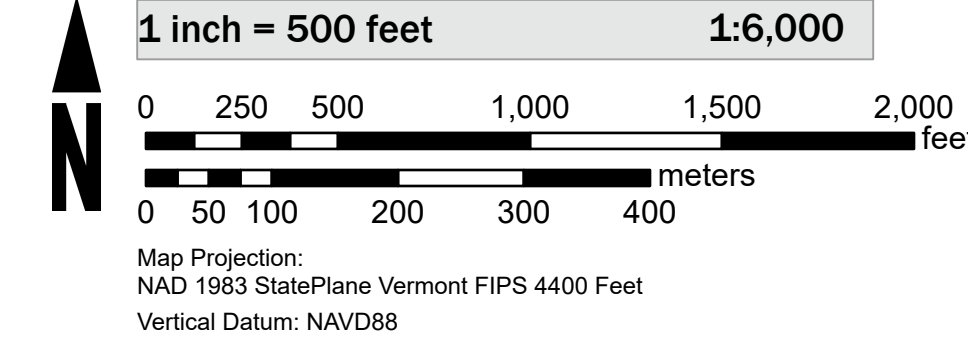 1 inch = 500 feet 1:6,000
0 250 500 1,000 1,500 2,000
feet
meters
0 50 100 200 300 400
N
Map Projection:
NAD 1983 StatePlane Vermont FIPS 4400 Feet
Vertical Datum: NAVD88